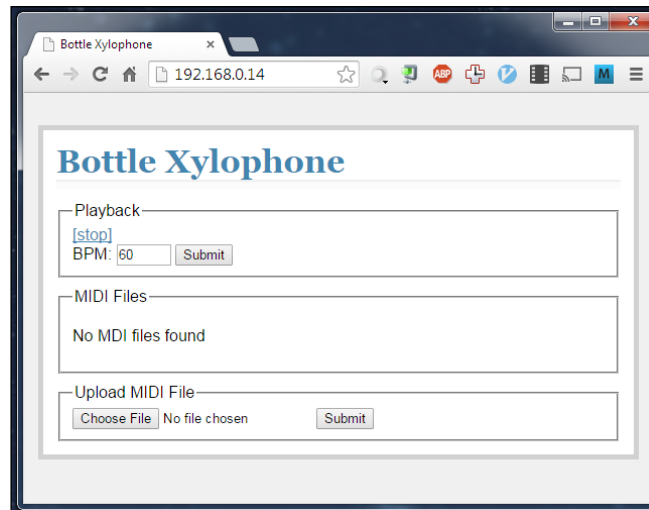 Bottle Xylophone
192.168.0.14
ABP
M
Bottle Xylophone
Playback
[stop]
BPM: 60 Submit
MIDI Files
No MDI files found
Upload MIDI File
Choose File No file chosen Submit